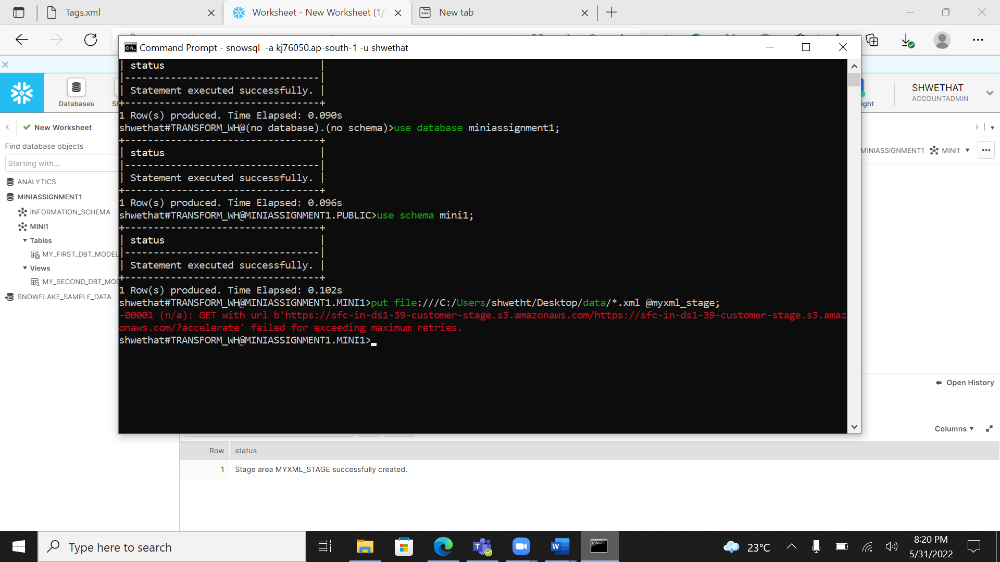 Tags.xml
Worksheet - New Worksheet (1/
New tab
Command Prompt - snowsql  -a kj76050.ap-south-1 -u shwethat
| status                           |
|----------------------------------|
| Statement executed successfully. |
+----------------------------------+
1 Row(s) produced. Time Elapsed: 0.090s
shwethat#TRANSFORM_WH@(no database).(no schema)>use database miniassignment1;
+----------------------------------+
| status                           |
|----------------------------------|
| Statement executed successfully. |
+----------------------------------+
1 Row(s) produced. Time Elapsed: 0.096s
shwethat#TRANSFORM_WH@MINIASSIGNMENT1.PUBLIC>use schema mini1;
+----------------------------------+
| status                           |
|----------------------------------|
| Statement executed successfully. |
+----------------------------------+
1 Row(s) produced. Time Elapsed: 0.102s
shwethat#TRANSFORM_WH@MINIASSIGNMENT1.MINI1>put file:///C:/Users/shwetht/Desktop/data/*.xml @myxml_stage;
-00001 (n/a): GET with url b'https://sfc-in-ds1-39-customer-stage.s3.amazonaws.com/https://sfc-in-ds1-39-customer-stage.s3.amaz
onaws.com/?accelerate' failed for exceeding maximum retries.
shwethat#TRANSFORM_WH@MINIASSIGNMENT1.MINI1>
Databases
Sh
ight
SHWETHAT
ACCOUNTADMIN
New Worksheet
Find database objects
Starting with...
ANALYTICS
MINIASSIGNMENT1
INFORMATION_SCHEMA
MINI1
Tables
MY_FIRST_DBT_MODEL
Views
MY_SECOND_DBT_MOD
SNOWFLAKE_SAMPLE_DATA
MINIASSIGNMENT1
MINI1
Open History
Columns
Row status
1 Stage area MYXML_STAGE successfully created.
Type here to search
23°C
8:20 PM
5/31/2022